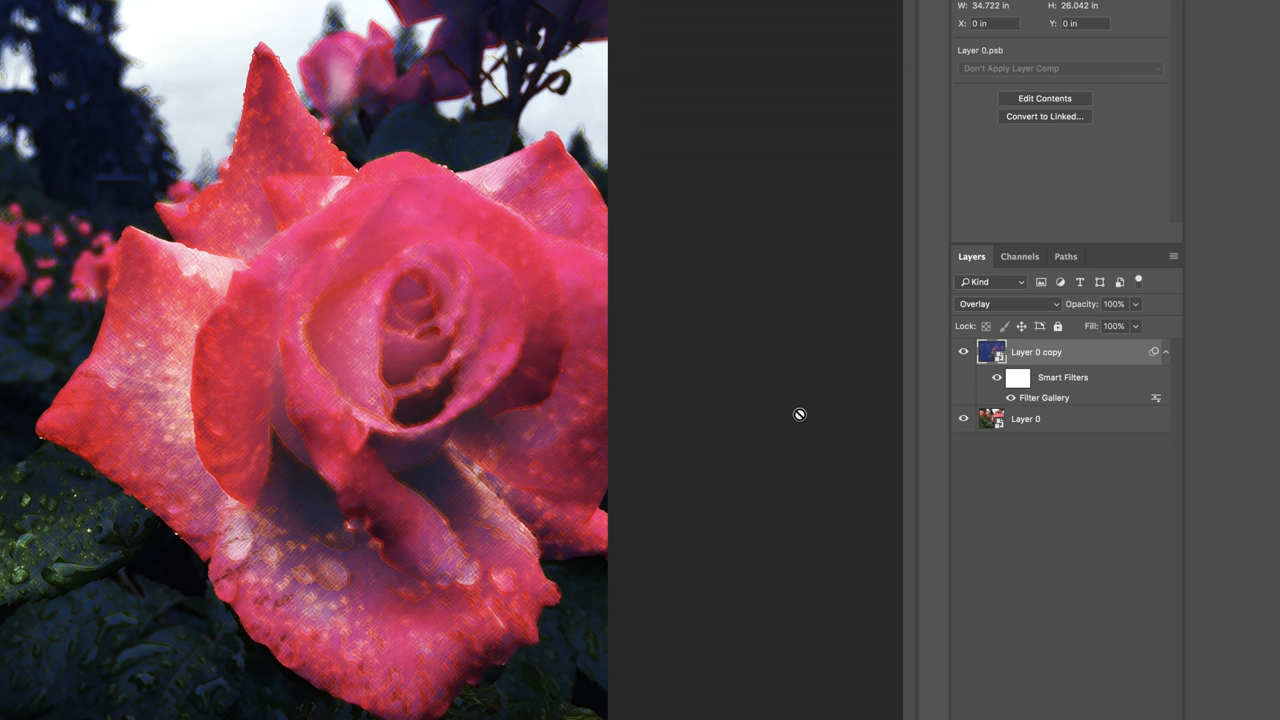 W: 34.722 in H: 26.042 in
X: 0 in Y: 0 in
Layer 0.psb
Don't Apply Layer Comp
Edit Contents
Convert to Linked...
Layers Channels Paths
Kind
Overlay Opacity: 100%
Lock: Fill: 100%
Layer 0 copy
Smart Filters
Filter Gallery
Layer 0